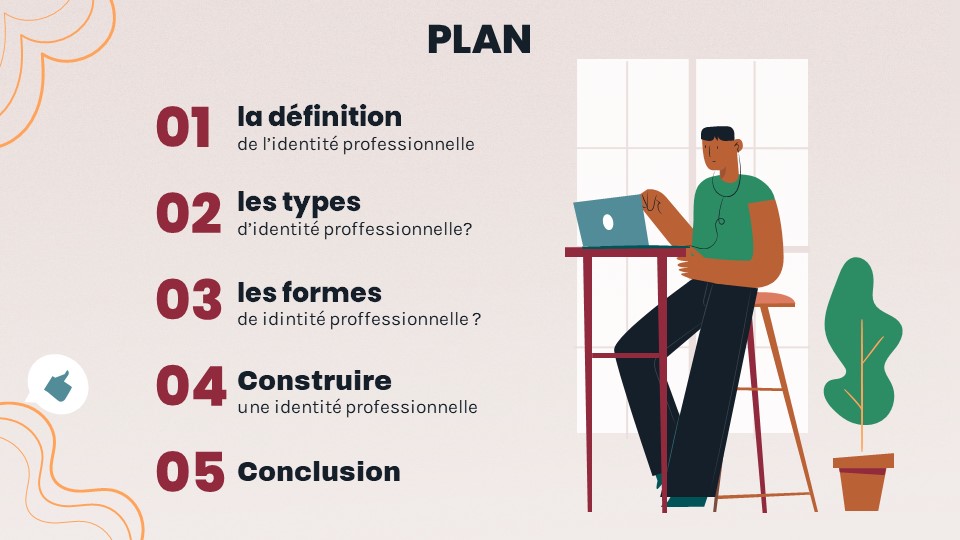 PLAN
01 la définition
de l'identité professionnelle
02 les types
d'identité proffessionnelle?
03 les formes
de idintité proffessionnelle ?
04 Construire
une identité professionnelle
05 Conclusion